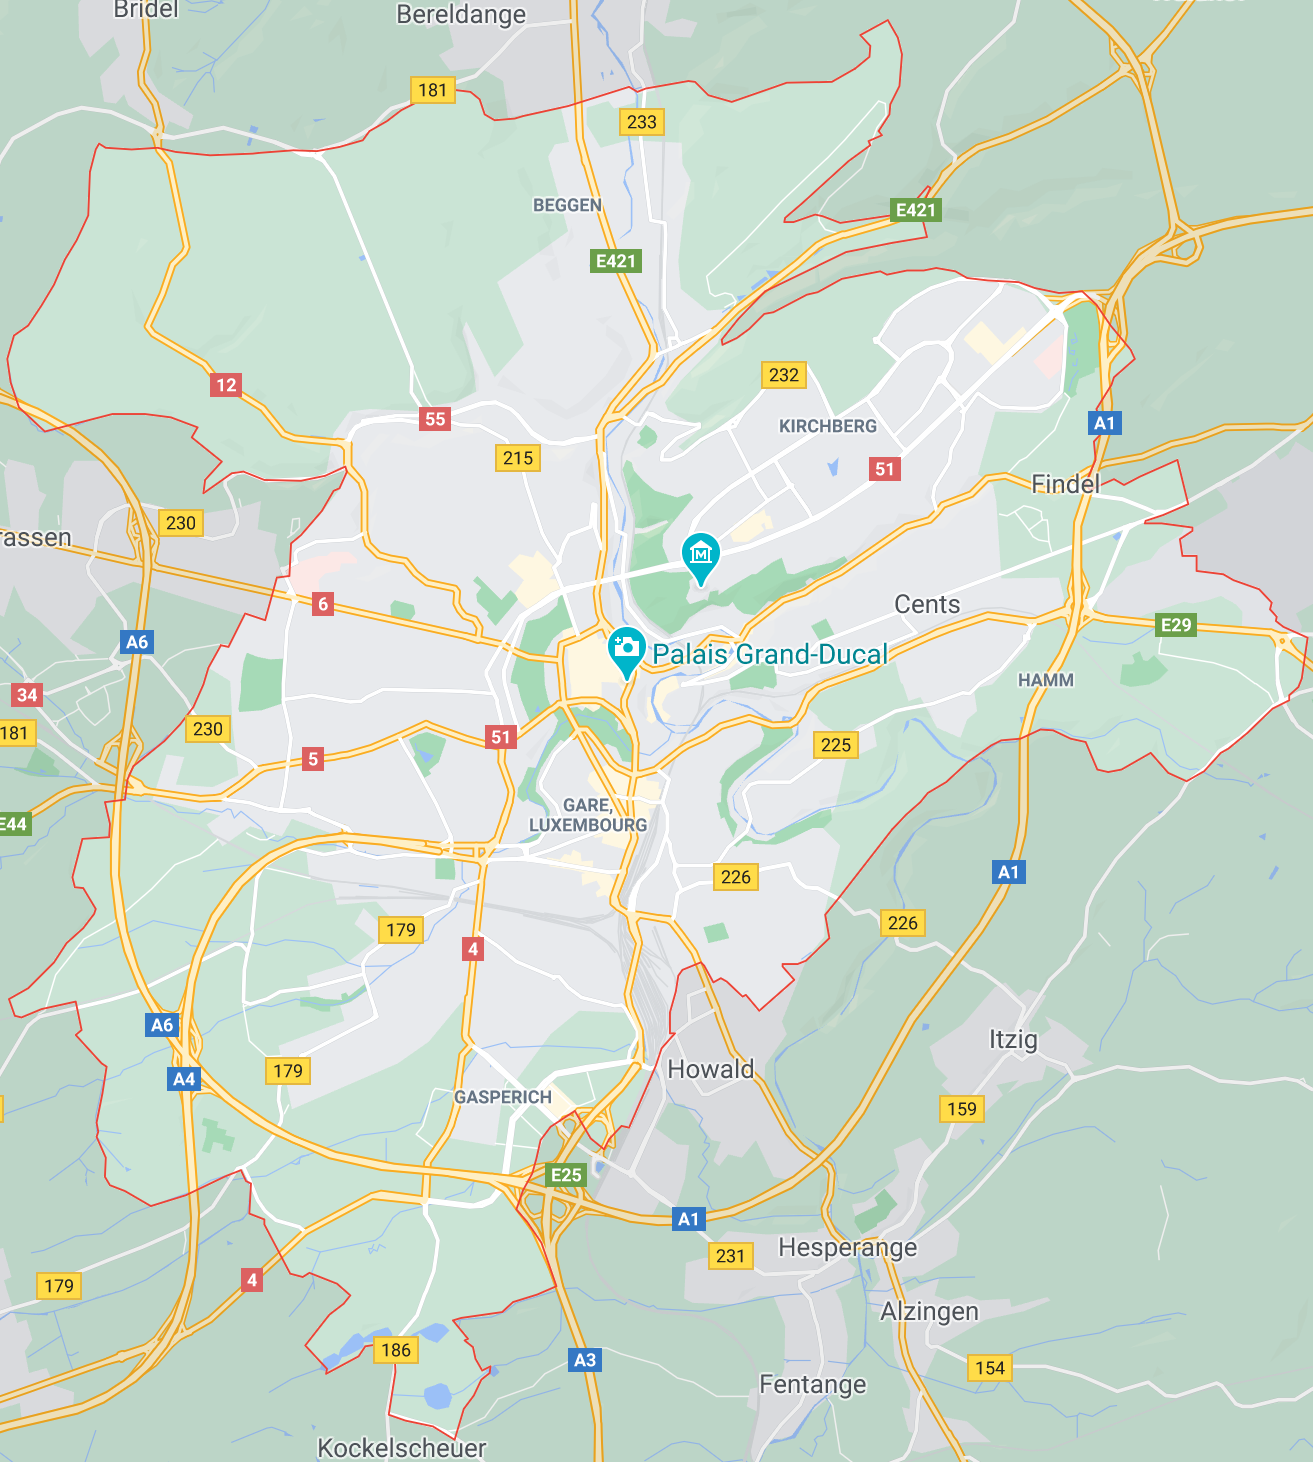 Bridel
Bereldange
181
233
BEGGEN
E421
E421
12
232
55
KIRCHBERG
A1
215
51
Findel
230
rassen
M
6
Cents
E29
A6
Palais Grand-Ducal
HAMM
34
181
230
51
225
5
GARE,
LUXEMBOURG
E44
226
A1
179
226
4
A6
Itzig
Howald
179
A4
GASPERICH
159
E25
A1
Hesperange
231
179
4
Alzingen
186
A3
154
Fentange
Kockelscheuer